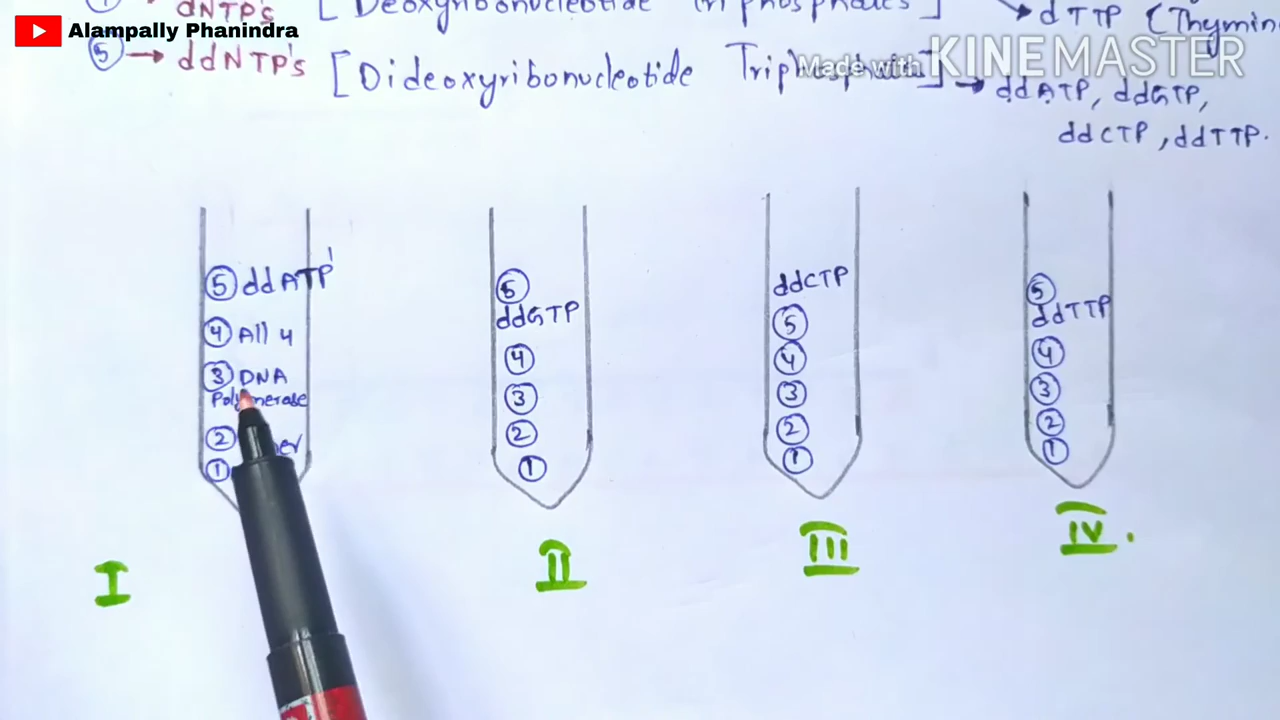 Alampally Phanindra
dNTP's [Deoxyribonucleotide Triphosphates] → dTTP (Thymin
⑤ → ddNTP's [Dideoxyribonucleotide Triphosphate] → ddATP, ddGTP,
ddCTP, ddTTP.
Made with KINEMASTER
⑤ ddATP'
④ All 4
③ DNA
Polymerase
②
①
⑤
ddGTP
④
③
②
①
ddCTP
⑤
④
③
②
①
⑤
ddTTP
④
③
②
①
I
II
III
IV.